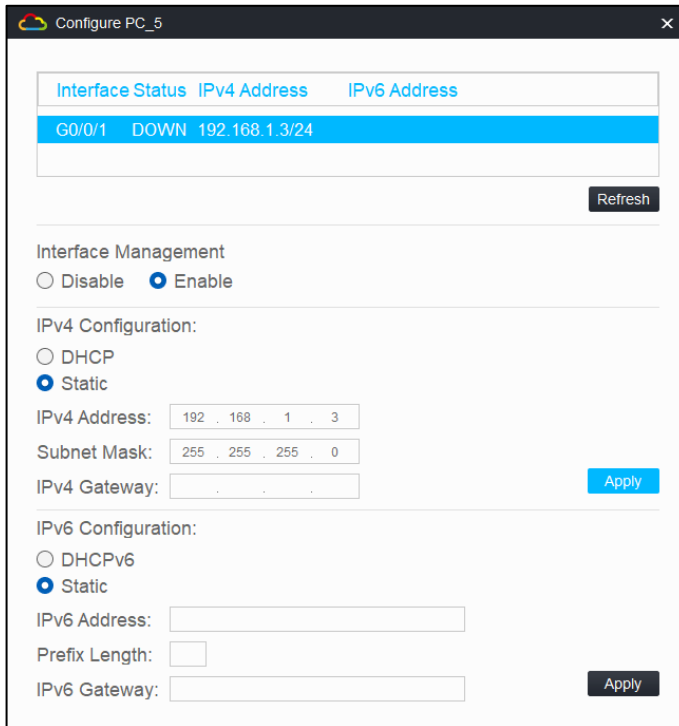 Configure PC_5 ×
Interface Status IPv4 Address IPv6 Address
G0/0/1 DOWN 192.168.1.3/24
Refresh
Interface Management
Disable Enable
IPv4 Configuration:
DHCP
Static
IPv4 Address: 192 . 168 . 1 . 3
Subnet Mask: 255 . 255 . 255 . 0
IPv4 Gateway: . . . Apply
IPv6 Configuration:
DHCPv6
Static
IPv6 Address:
Prefix Length:
IPv6 Gateway: Apply